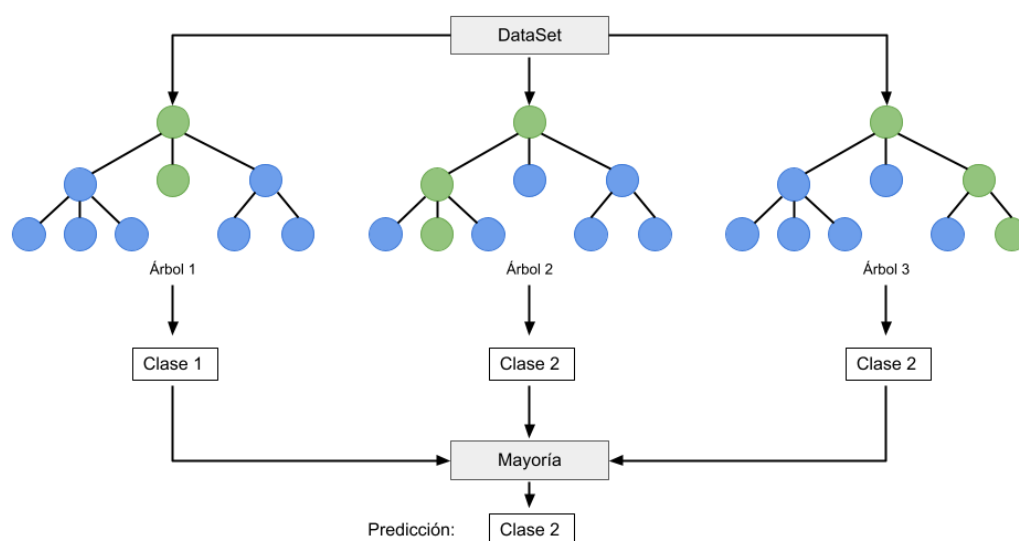 DataSet
Árbol 1
Árbol 2
Árbol 3
Clase 1
Clase 2
Clase 2
Mayoría
Predicción:
Clase 2